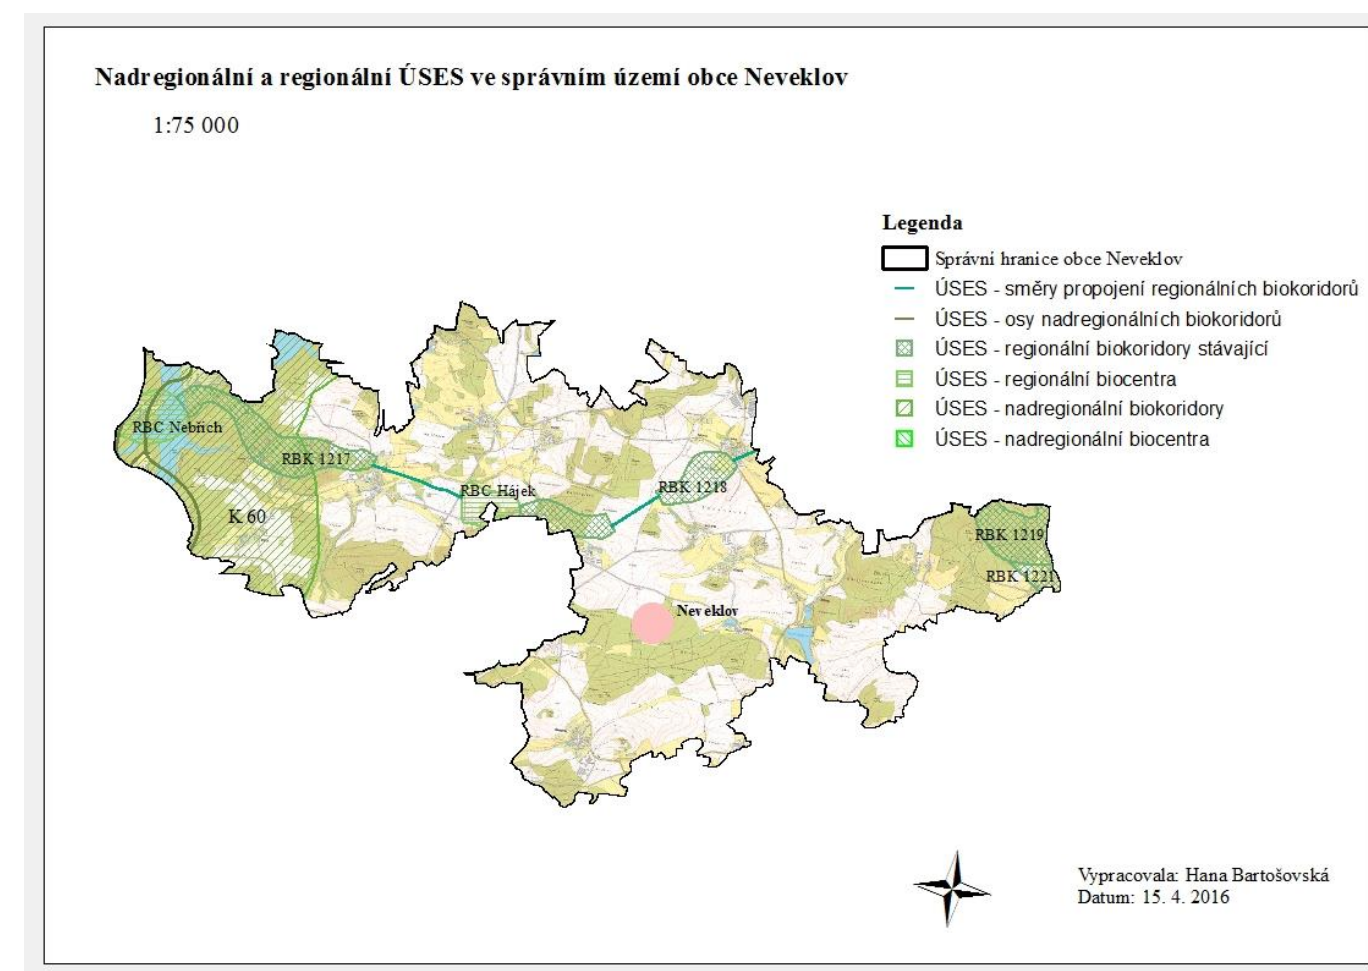 Nadregionální a regionální ÚSES ve správním území obce Neveklov
1:75 000
Legenda
Správní hranice obce Neveklov
ÚSES - směry propojení regionálních biokoridorů
ÚSES - osy nadregionálních biokoridorů
ÚSES - regionální biokoridory stávající
ÚSES - regionální biocentra
ÚSES - nadregionální biokoridory
ÚSES - nadregionální biocentra
RBC Nebřich
RBK 1217
RBC Hájek
RBK 1218
K 60
RBK 1219
RBK 1221
Neveklov
Vypracovala: Hana Bartošovská
Datum: 15. 4. 2016